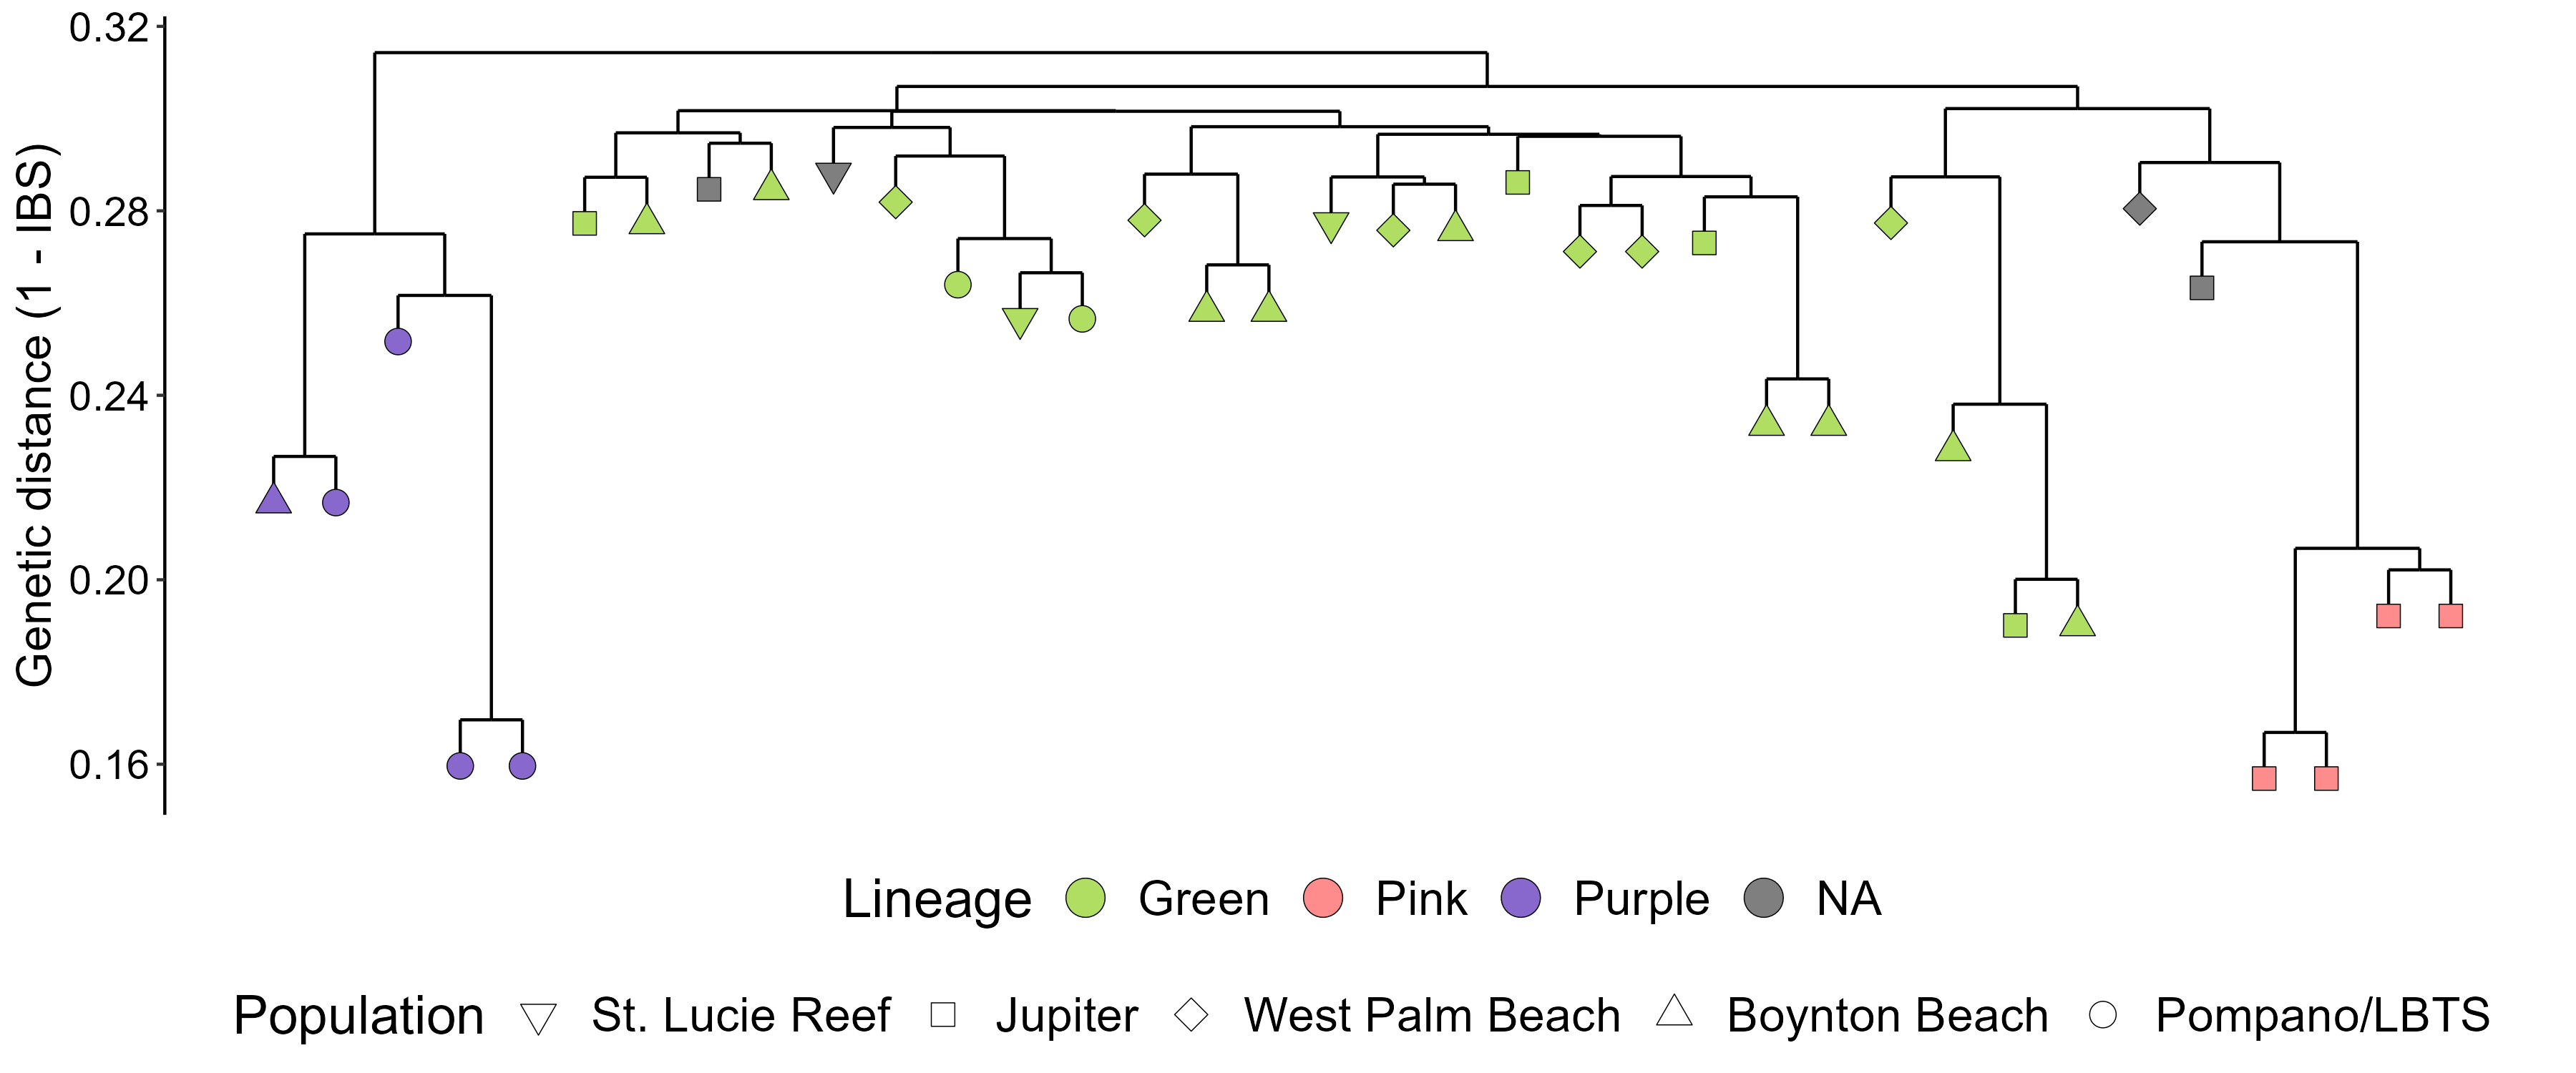 0.32
0.28
0.24
0.20
0.16
Genetic distance (1 - IBS)
Lineage Green Pink Purple NA
Population St. Lucie Reef Jupiter West Palm Beach Boynton Beach Pompano/LBTS